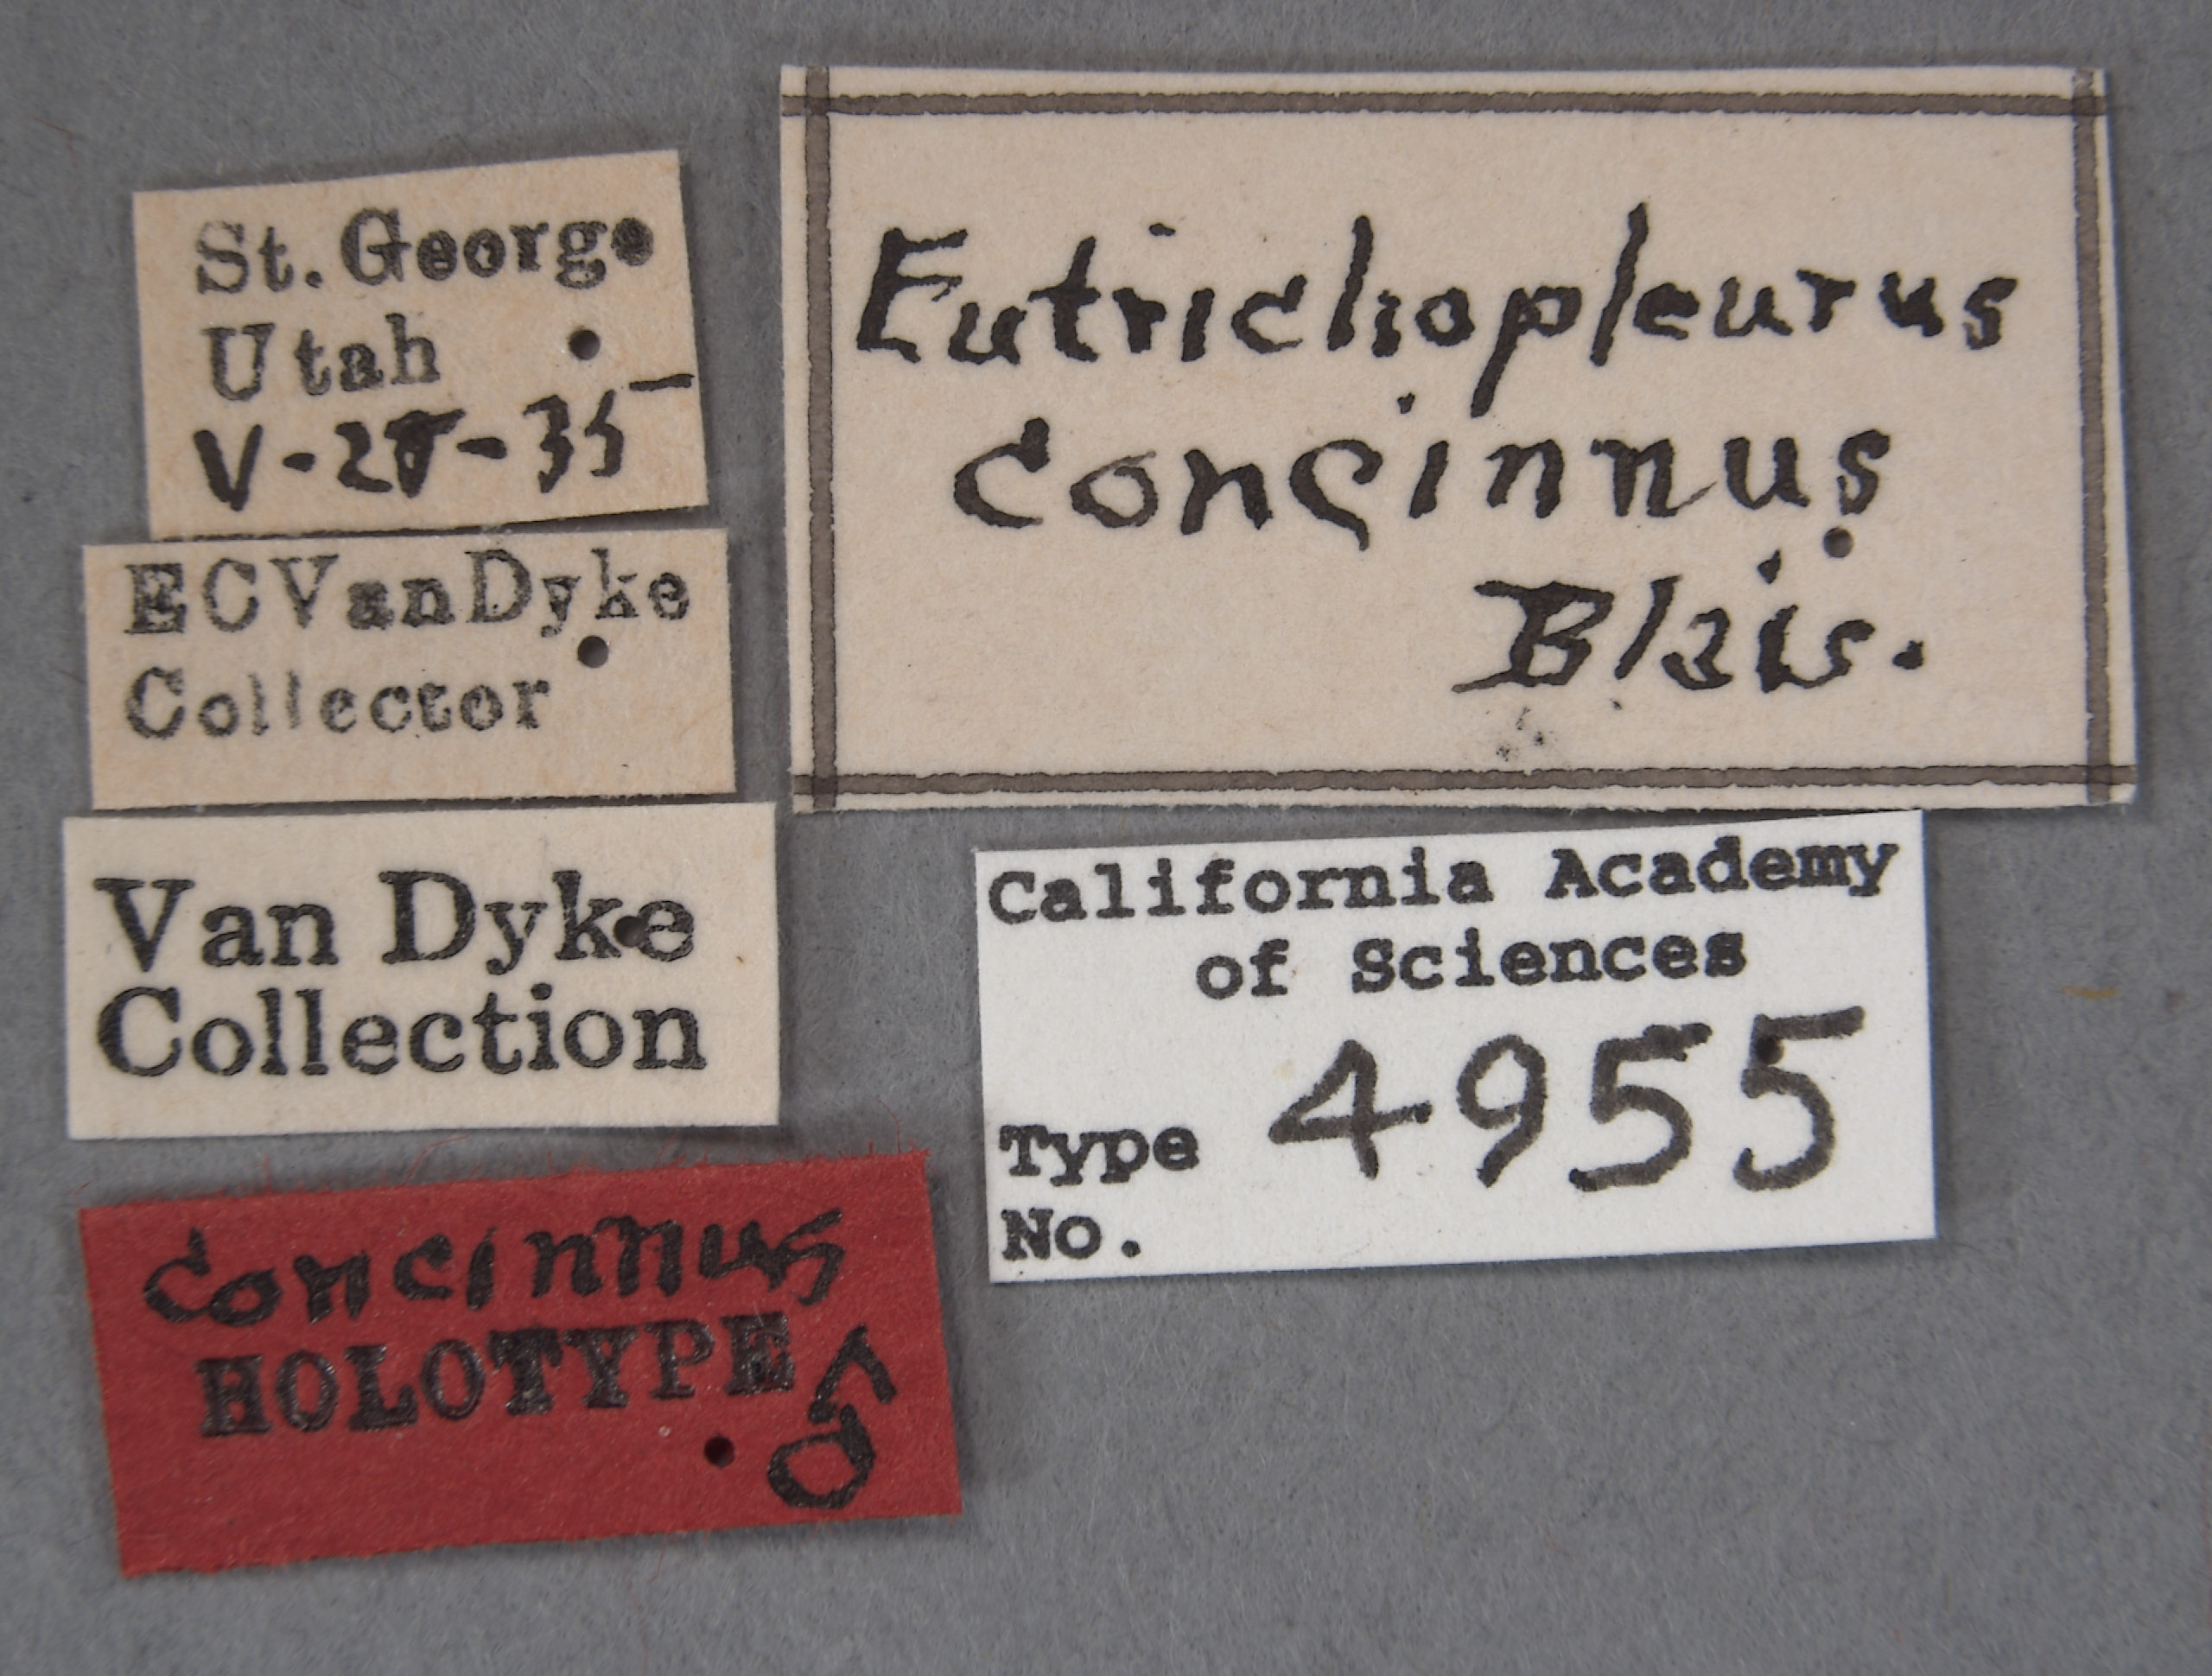 St. George
Utah
V-28-35
ECVanDyke
Collector
Van Dyke
Collection
concinnus
HOLOTYPE ♂
Eutrichopleurus
concinnus
Blais.
California Academy
of Sciences
Type 4955
No.